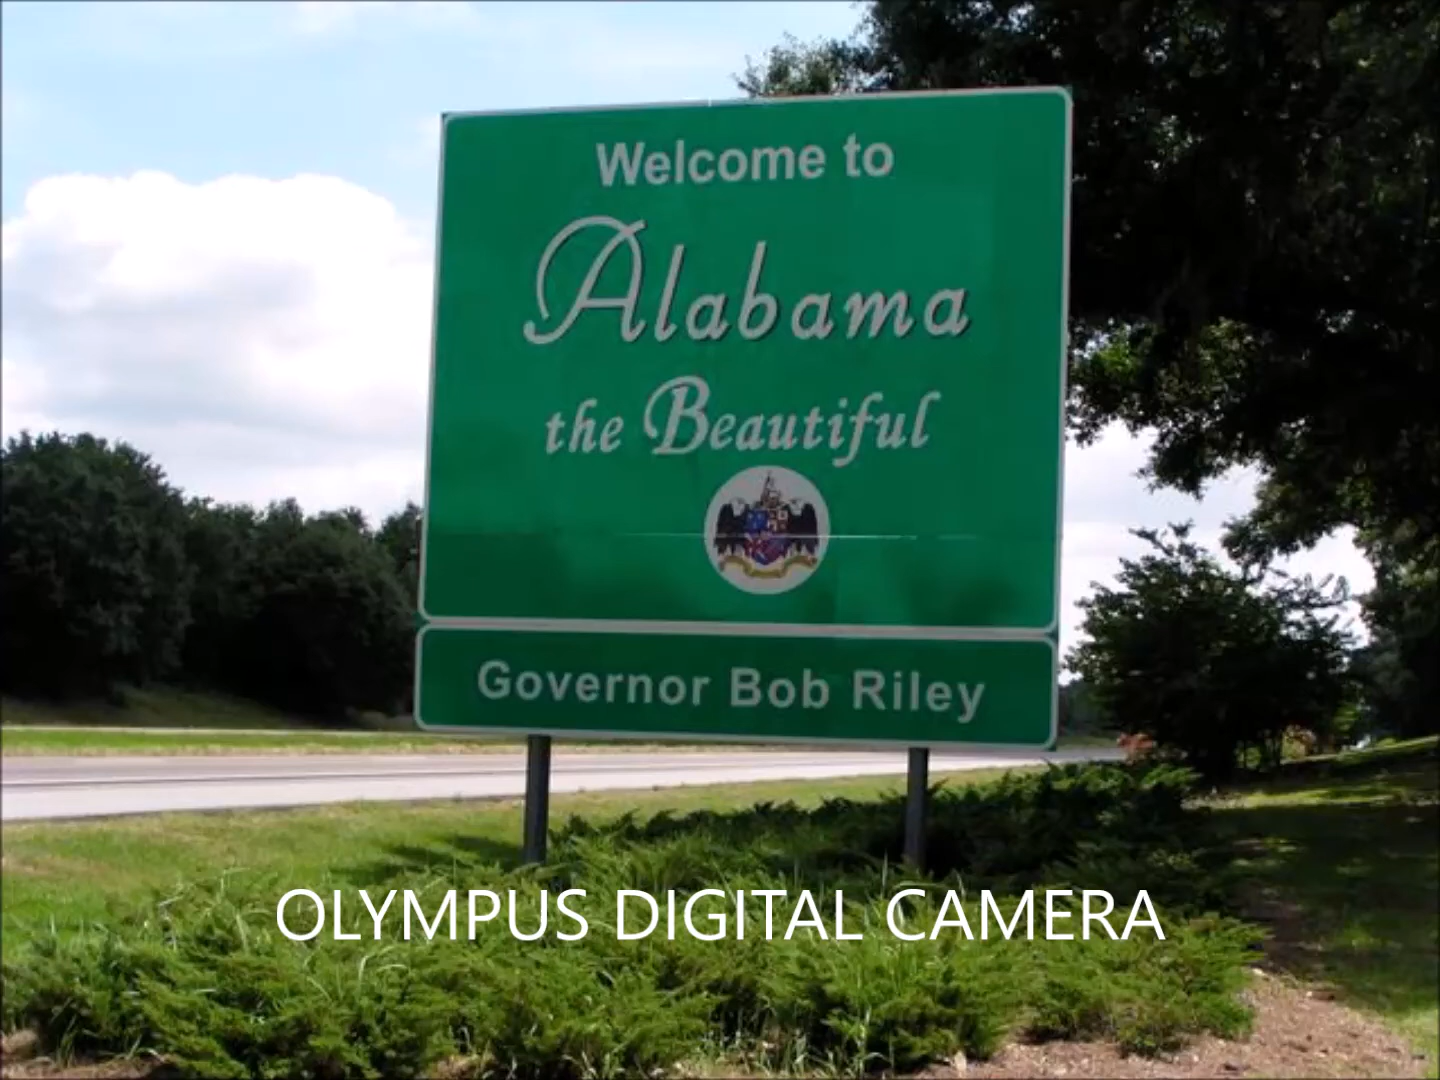 Welcome to
Alabama
the Beautiful
Governor Bob Riley
OLYMPUS DIGITAL CAMERA